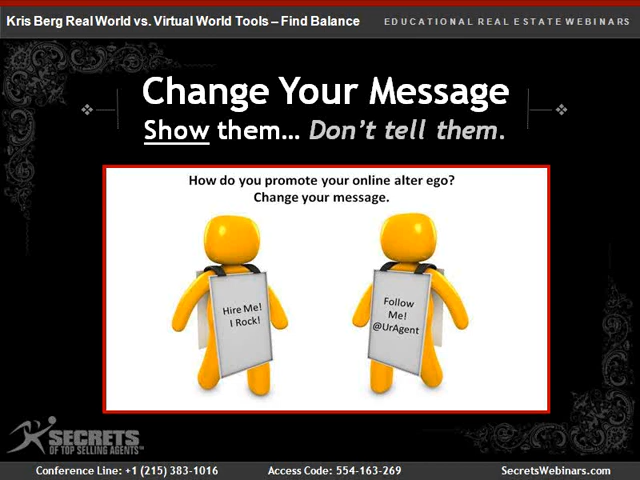 Kris Berg Real World vs. Virtual World Tools – Find Balance
EDUCATIONAL REAL ESTATE WEBINARS
Change Your Message
Show them... Don't tell them.
How do you promote your online alter ego?
Change your message.
Hire Me!
I Rock!
Follow
Me!
@UrAgent
SECRETS
OF TOP SELLING AGENTS™
Conference Line: +1 (215) 383-1016
Access Code: 554-163-269
SecretsWebinars.com